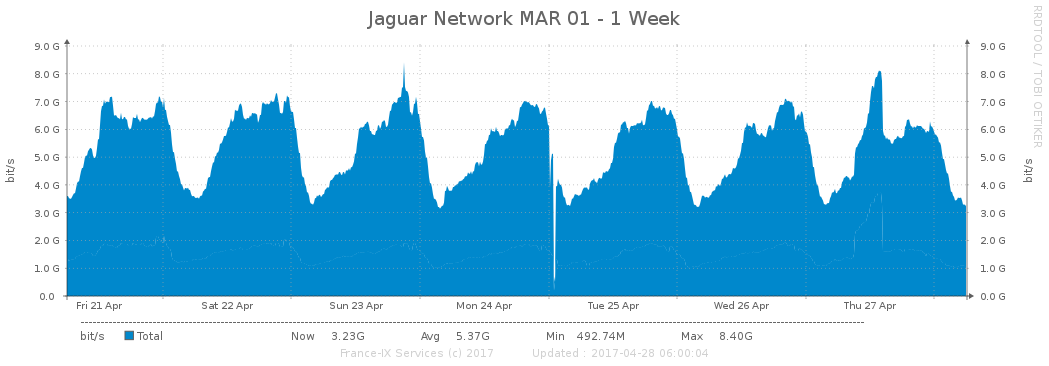 Jaguar Network MAR 01 - 1 Week
RRDTOOL / TOBI OETIKER
bit/s
9.0 G 9.0 G
8.0 G 8.0 G
7.0 G 7.0 G
6.0 G 6.0 G
5.0 G 5.0 G
4.0 G 4.0 G
3.0 G 3.0 G
2.0 G 2.0 G
1.0 G 1.0 G
0.0 0.0 G
bit/s
Fri 21 Apr Sat 22 Apr Sun 23 Apr Mon 24 Apr Tue 25 Apr Wed 26 Apr Thu 27 Apr
bit/s Total Now 3.23G Avg 5.37G Min 492.74M Max 8.40G
France-IX Services (c) 2017 Updated : 2017-04-28 06:00:04